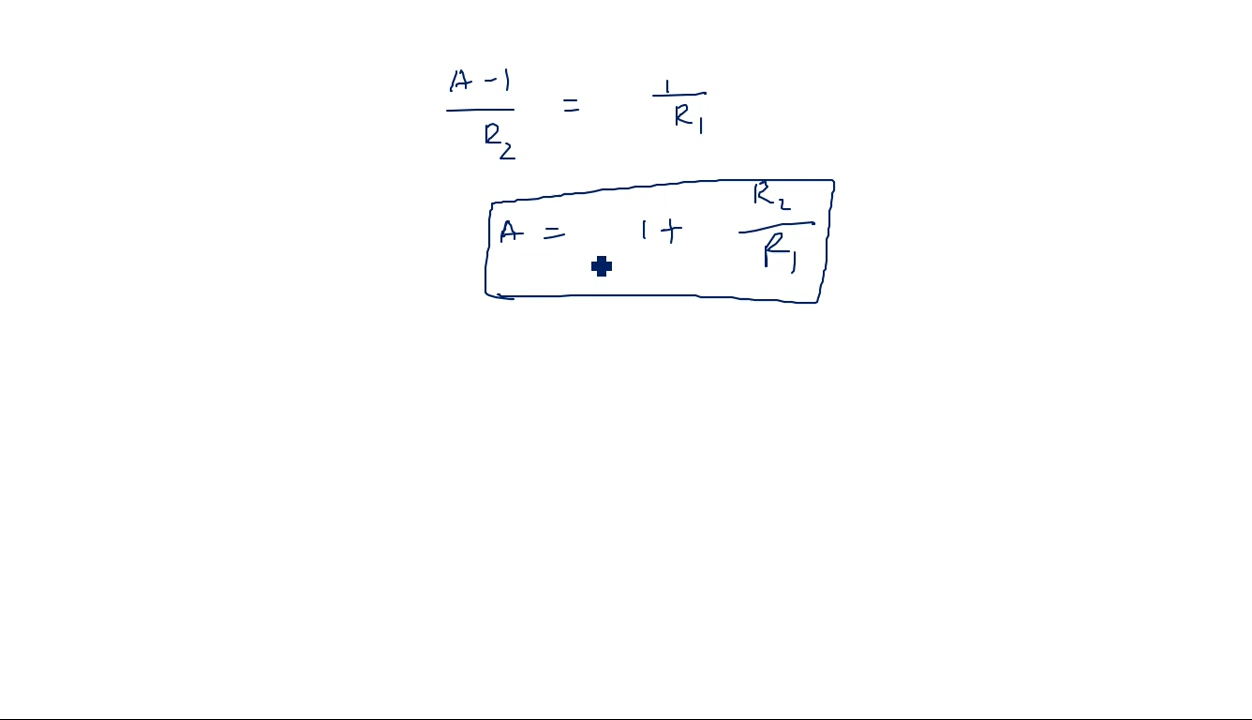 A - 1 / R2 = 1 / R1
A = 1 + R2 / R1